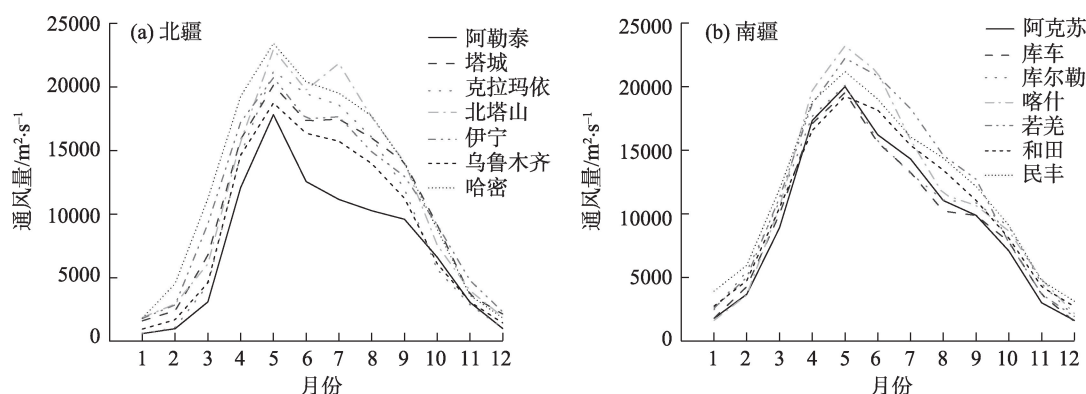 (a) 北疆
通风量/m²·s⁻¹
25000
20000
15000
10000
5000
0
1 2 3 4 5 6 7 8 9 10 11 12
月份
阿勒泰
塔城
克拉玛依
北塔山
伊宁
乌鲁木齐
哈密
(b) 南疆
通风量/m²·s⁻¹
25000
20000
15000
10000
5000
0
1 2 3 4 5 6 7 8 9 10 11 12
月份
阿克苏
库车
库尔勒
喀什
若羌
和田
民丰